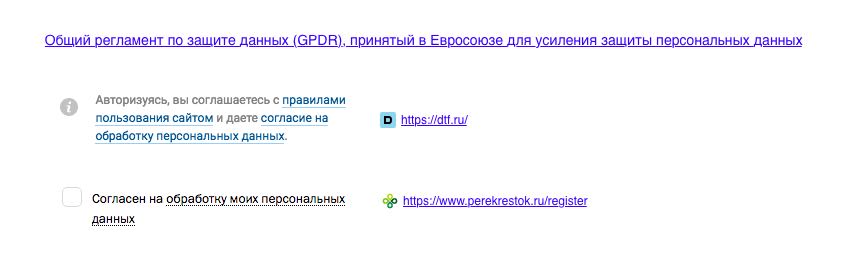 Общий регламент по защите данных (GPDR), принятый в Евросоюзе для усиления защиты персональных данных
Авторизуясь, вы соглашаетесь с правилами
пользования сайтом и даете согласие на
обработку персональных данных.
https://dtf.ru/
Согласен на обработку моих персональных
данных
https://www.perekrestok.ru/register